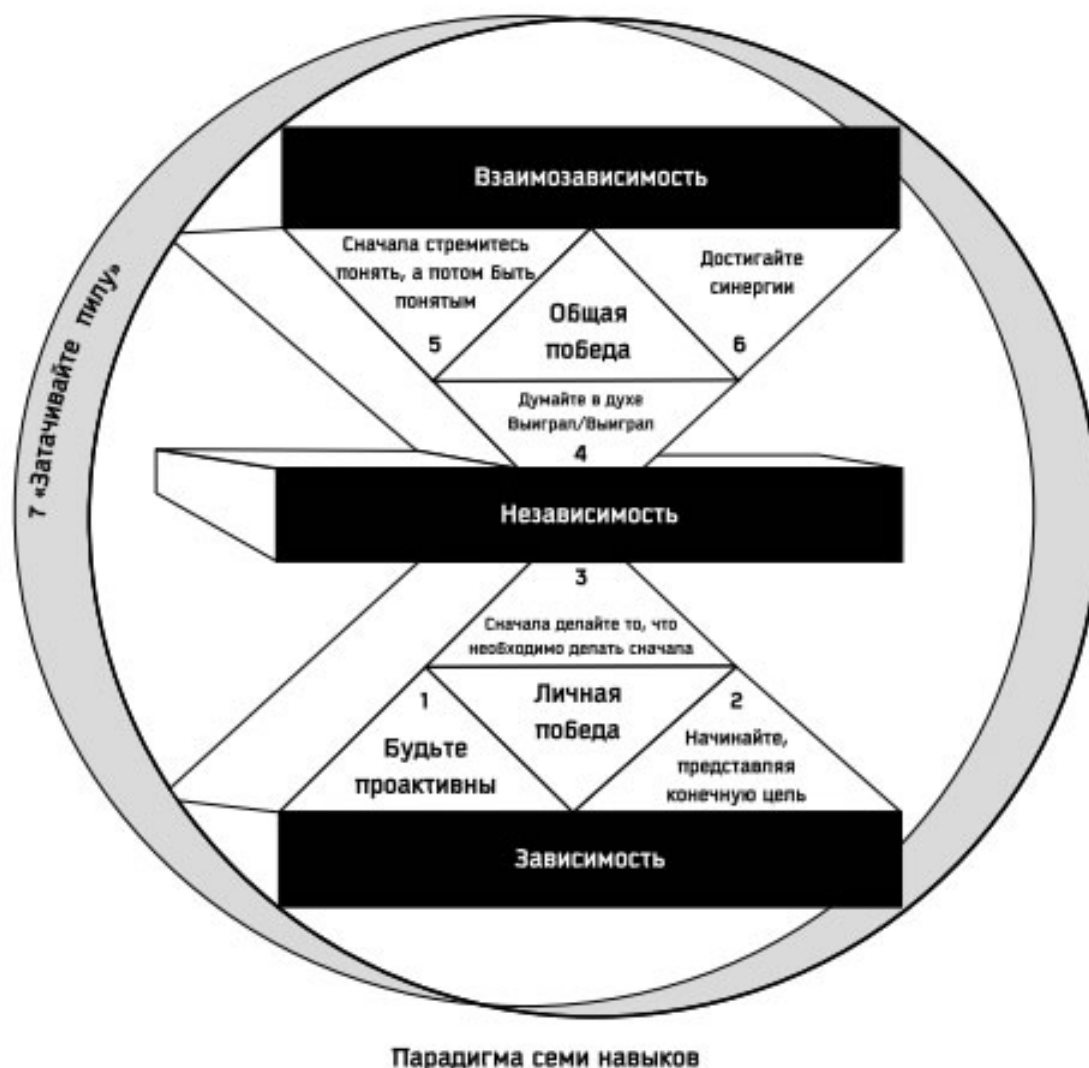 Взаимозависимость
Сначала стремитесь
понять, а потом быть
понятым
5
Достигайте
синергии
6
Общая
победа
Думайте в духе
Выиграл/Выиграл
4
7 «Затачивайте пилу»
Независимость
3
Сначала делайте то, что
необходимо делать сначала
Личная
победа
1
Будьте
проактивны
2
Начинайте,
представляя
конечную цель
Зависимость
Парадигма семи навыков